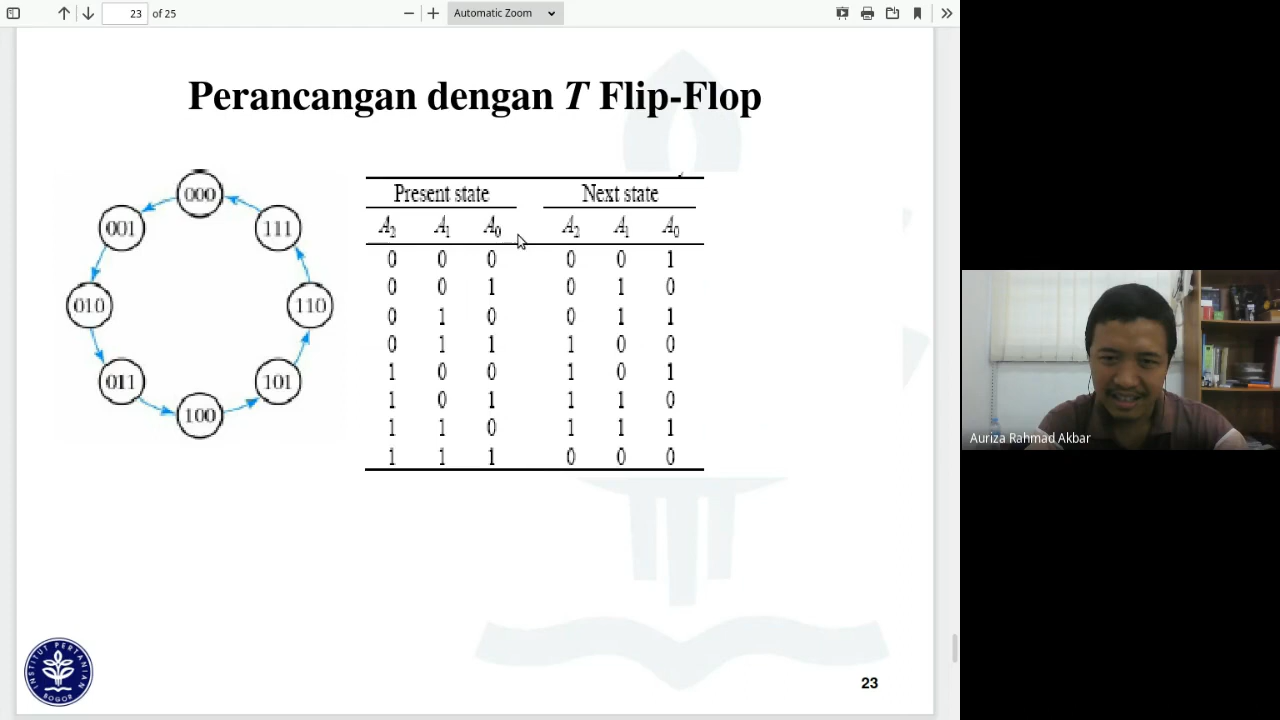 23 of 25
Automatic Zoom
Perancangan dengan T Flip-Flop
000
001
111
010
110
011
101
100
Present state Next state
A2 A1 A0 A2 A1 A0
0 0 0 0 0 1
0 0 1 0 1 0
0 1 0 0 1 1
0 1 1 1 0 0
1 0 0 1 0 1
1 0 1 1 1 0
1 1 0 1 1 1
1 1 1 0 0 0
Auriza Rahmad Akbar
INSTITUT PERTANIAN
BOGOR
23